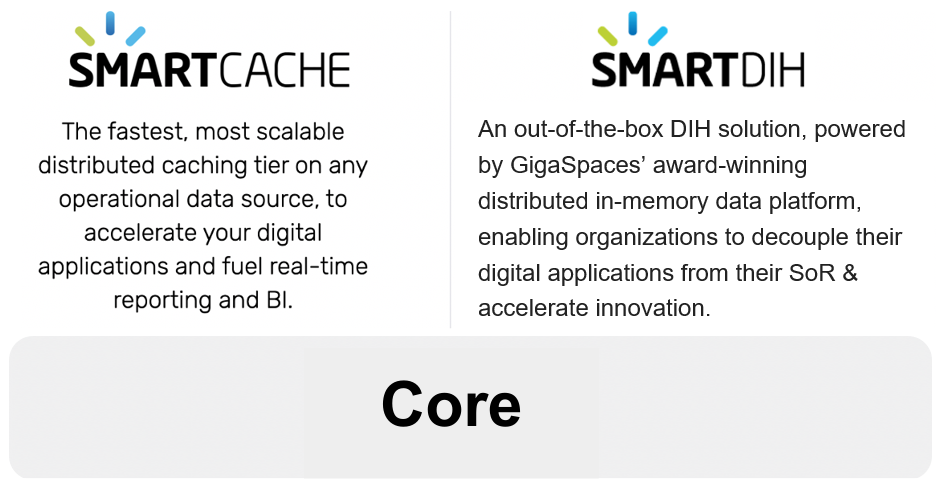 SMARTCACHE
The fastest, most scalable
distributed caching tier on any
operational data source, to
accelerate your digital
applications and fuel real-time
reporting and BI.
SMARTDIH
An out-of-the-box DIH solution, powered
by GigaSpaces’ award-winning
distributed in-memory data platform,
enabling organizations to decouple their
digital applications from their SoR &
accelerate innovation.
Core